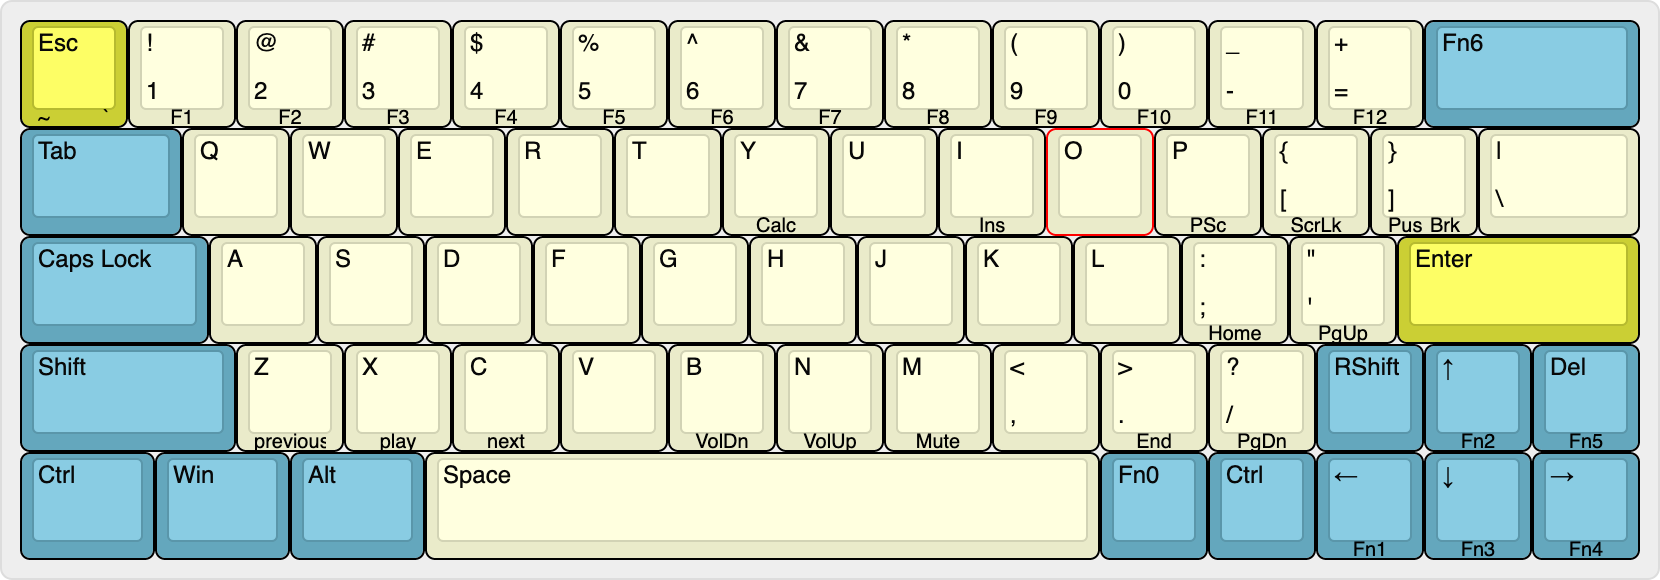 Esc ! @ # $ % ^ & * ( ) _ + Fn6
1 2 3 4 5 6 7 8 9 0 - =
~ ` F1 F2 F3 F4 F5 F6 F7 F8 F9 F10 F11 F12
Tab Q W E R T Y U I O P { } |
[ ] \
Calc Ins PSc ScrLk Pus Brk
Caps Lock A S D F G H J K L : " Enter
; '
Home PgUp
Shift Z X C V B N M < > ? RShift ↑ Del
, . /
previous play next VolDn VolUp Mute End PgDn Fn2 Fn5
Ctrl Win Alt Space Fn0 Ctrl ← ↓ →
Fn1 Fn3 Fn4